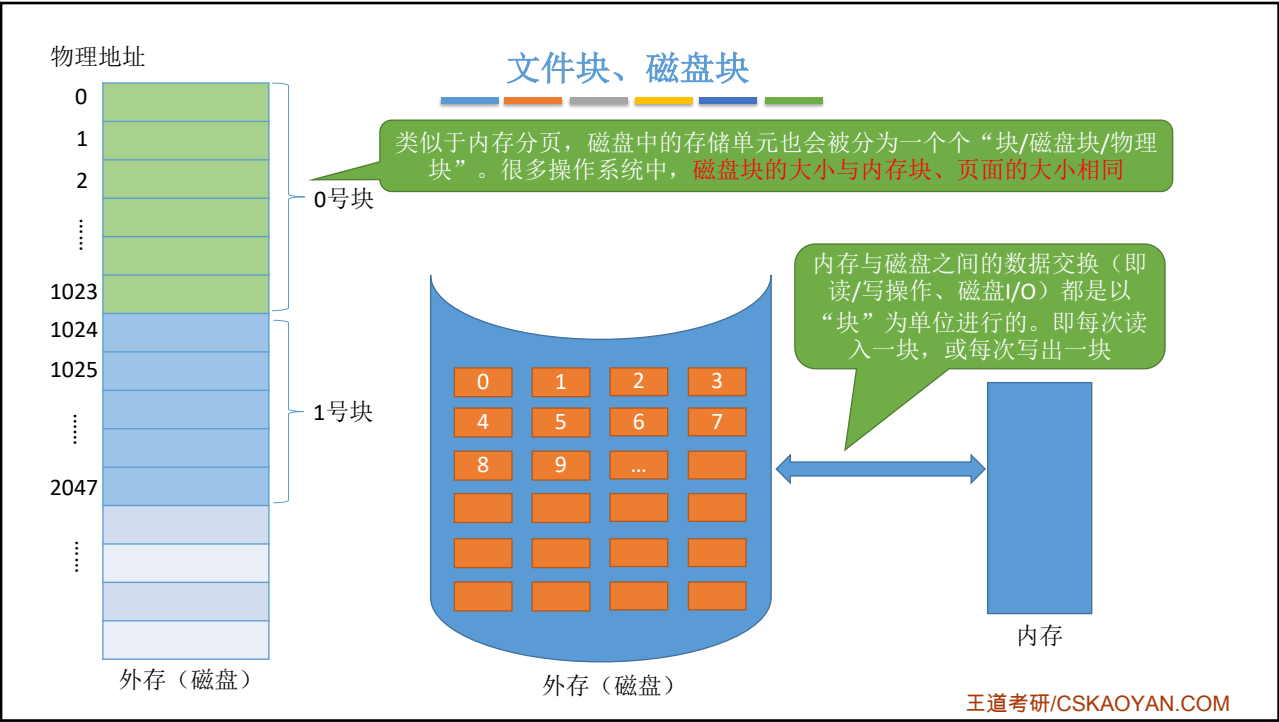 物理地址
文件块、磁盘块
0
1
2
……
1023
1024
1025
……
2047
……
0号块
1号块
外存（磁盘）
类似于内存分页，磁盘中的存储单元也会被分为一个个“块/磁盘块/物理
块”。很多操作系统中，磁盘块的大小与内存块、页面的大小相同
内存与磁盘之间的数据交换（即
读/写操作、磁盘I/O）都是以
“块”为单位进行的。即每次读
入一块，或每次写出一块
0 1 2 3
4 5 6 7
8 9 …
外存（磁盘）
内存
王道考研/CSKAOYAN.COM